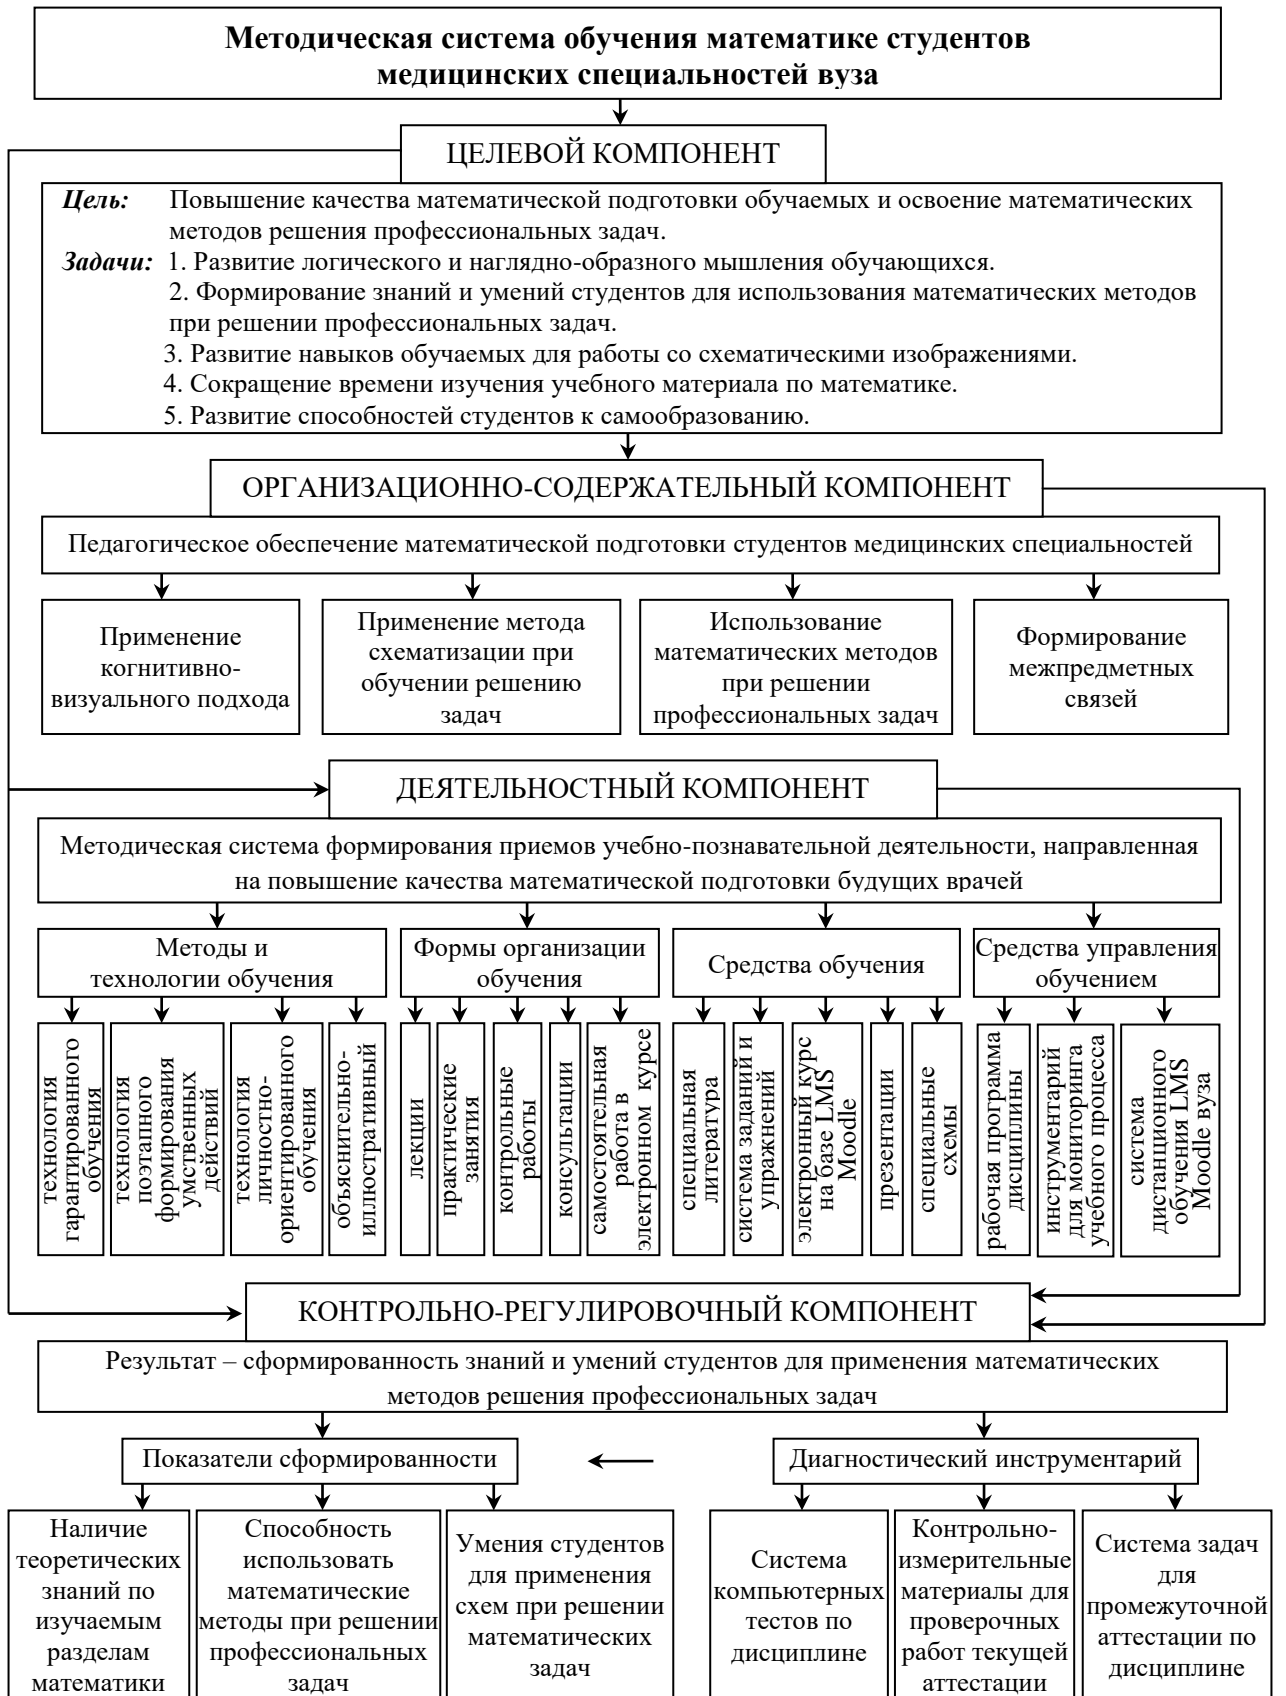 Методическая система обучения математике студентов
медицинских специальностей вуза
ЦЕЛЕВОЙ КОМПОНЕНТ
Цель: Повышение качества математической подготовки обучаемых и освоение математических
методов решения профессиональных задач.
Задачи: 1. Развитие логического и наглядно-образного мышления обучающихся.
2. Формирование знаний и умений студентов для использования математических методов
при решении профессиональных задач.
3. Развитие навыков обучаемых для работы со схематическими изображениями.
4. Сокращение времени изучения учебного материала по математике.
5. Развитие способностей студентов к самообразованию.
ОРГАНИЗАЦИОННО-СОДЕРЖАТЕЛЬНЫЙ КОМПОНЕНТ
Педагогическое обеспечение математической подготовки студентов медицинских специальностей
Применение
когнитивно-
визуального подхода
Применение метода
схематизации при
обучении решению
задач
Использование
математических методов
при решении
профессиональных задач
Формирование
межпредметных
связей
ДЕЯТЕЛЬНОСТНЫЙ КОМПОНЕНТ
Методическая система формирования приемов учебно-познавательной деятельности, направленная
на повышение качества математической подготовки будущих врачей
Методы и
технологии обучения
Формы организации
обучения
Средства обучения
Средства управления
обучением
технология
гарантированного
обучения
технология
поэтапного
формирования
умственных
действий
технология
личностно-
ориентированного
обучения
объяснительно-
иллюстративный
лекции
практические
занятия
контрольные
работы
консультации
самостоятельная
работа в
электронном курсе
специальная
литература
система заданий и
упражнений
электронный курс
на базе LMS
Moodle
презентации
специальные
схемы
рабочая программа
дисциплины
инструментарий
для мониторинга
учебного процесса
система
дистанционного
обучения LMS
Moodle вуза
КОНТРОЛЬНО-РЕГУЛИРОВОЧНЫЙ КОМПОНЕНТ
Результат – сформированность знаний и умений студентов для применения математических
методов решения профессиональных задач
Показатели сформированности
Диагностический инструментарий
Наличие
теоретических
знаний по
изучаемым
разделам
математики
Способность
использовать
математические
методы при решении
профессиональных
задач
Умения студентов
для применения
схем при решении
математических
задач
Система
компьютерных
тестов по
дисциплине
Контрольно-
измерительные
материалы для
проверочных
работ текущей
аттестации
Система задач
для
промежуточной
аттестации по
дисциплине